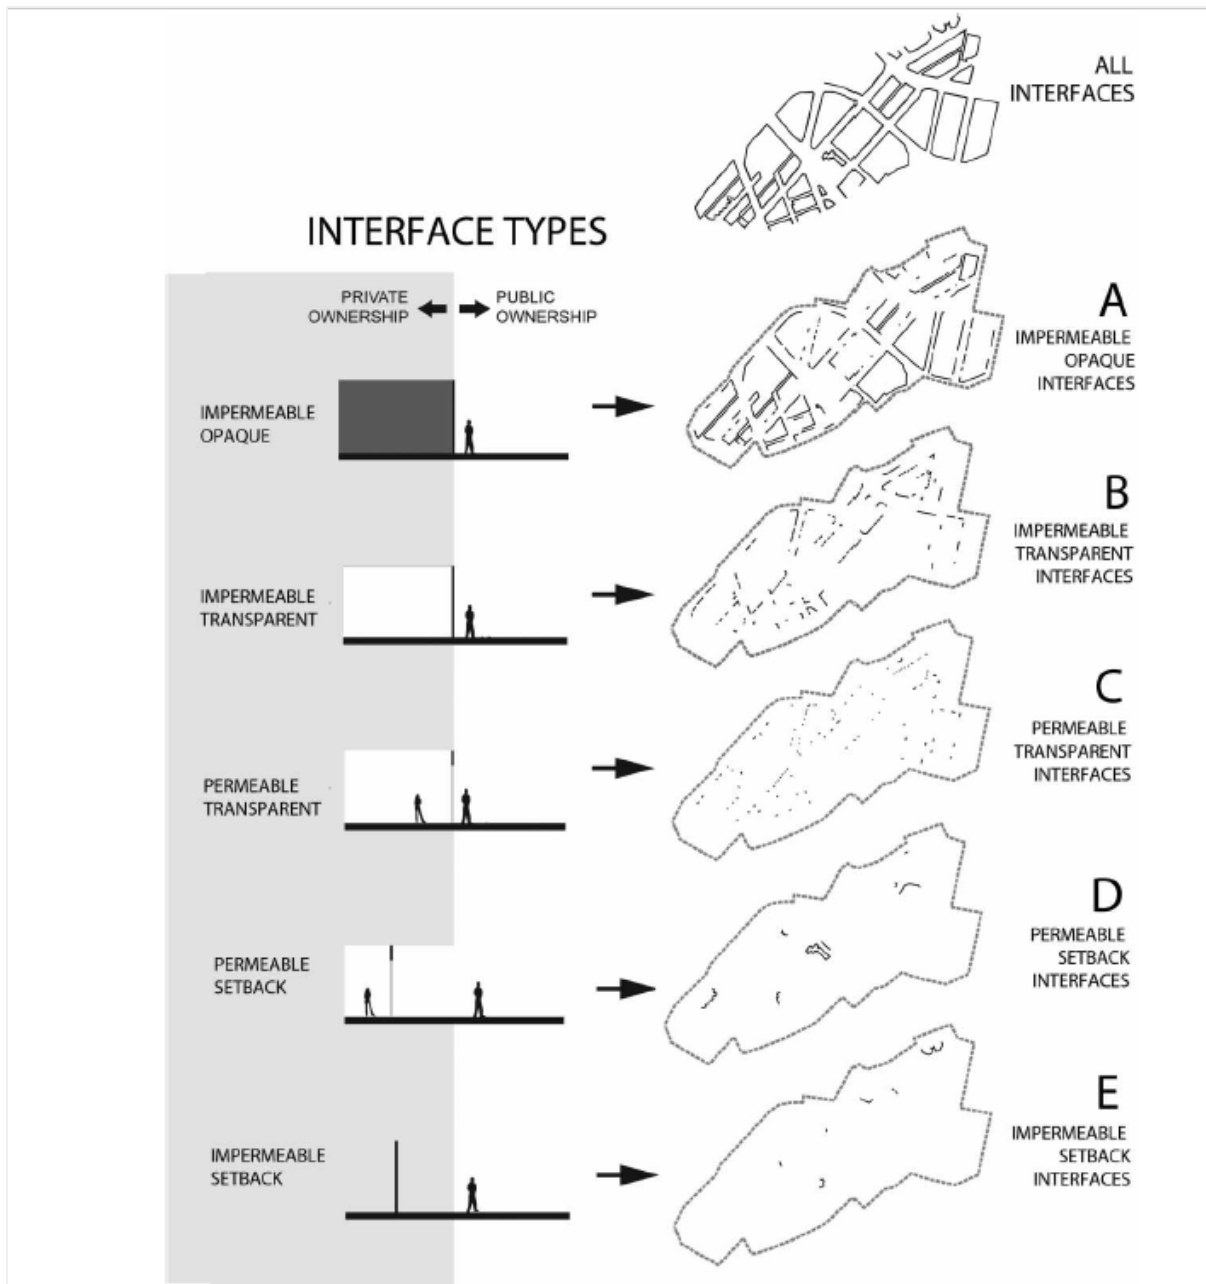 ALL
INTERFACES
INTERFACE TYPES
PRIVATE
OWNERSHIP
PUBLIC
OWNERSHIP
A
IMPERMEABLE
OPAQUE
INTERFACES
IMPERMEABLE
OPAQUE
B
IMPERMEABLE
TRANSPARENT
INTERFACES
IMPERMEABLE
TRANSPARENT
C
PERMEABLE
TRANSPARENT
INTERFACES
PERMEABLE
TRANSPARENT
D
PERMEABLE
SETBACK
INTERFACES
PERMEABLE
SETBACK
E
IMPERMEABLE
SETBACK
INTERFACES
IMPERMEABLE
SETBACK